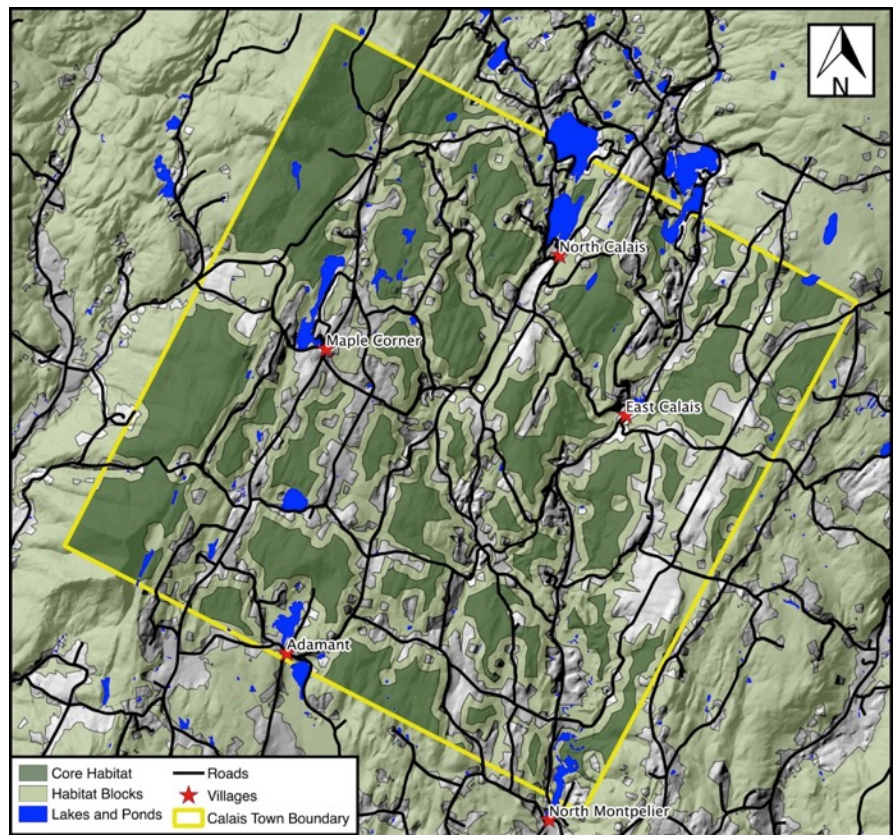 N
North Calais
Maple Corner
East Calais
Adamant
North Montpelier
Core Habitat
Habitat Blocks
Lakes and Ponds
Roads
Villages
Calais Town Boundary